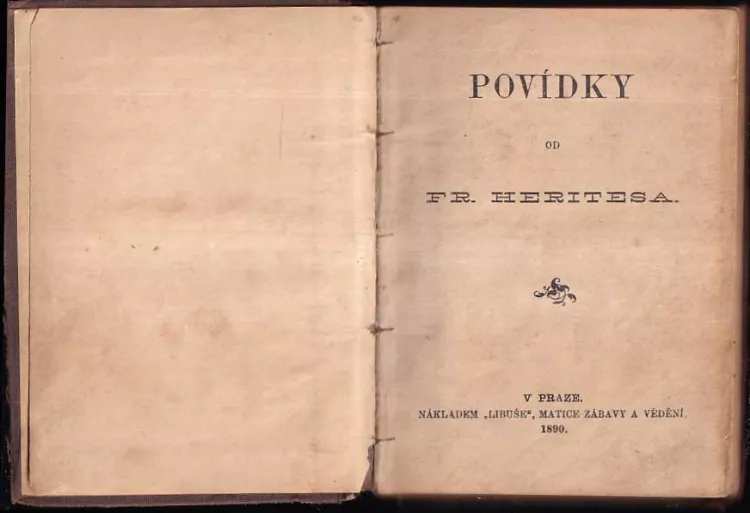 POVÍDKY
OD
FR. HERITESA.
V PRAZE.
NÁKLADEM „LIBUŠE“, MATICE ZÁBAVY A VĚDĚNÍ.
1890.